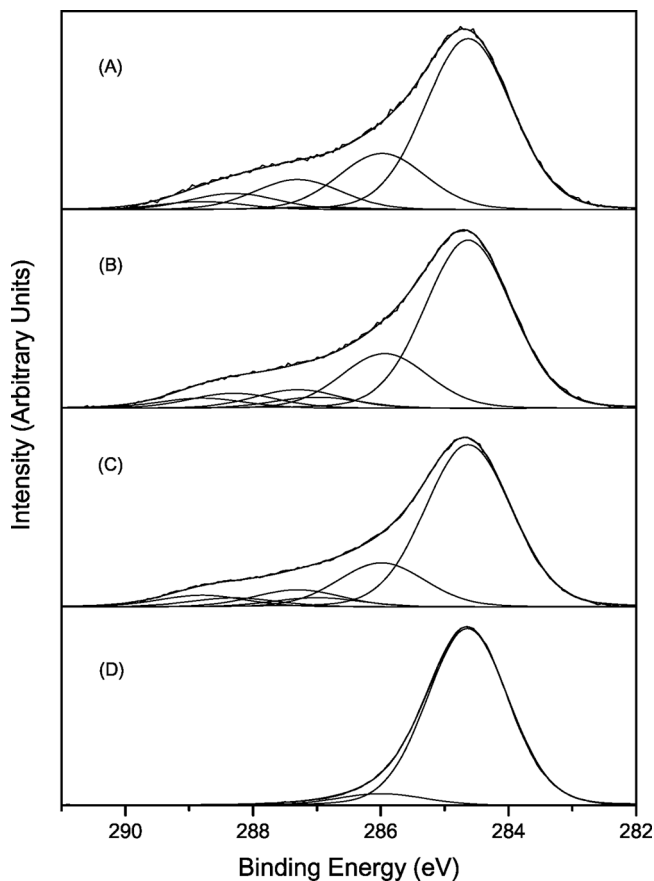 (A)
(B)
(C)
(D)
Intensity (Arbitrary Units)
290 288 286 284 282
Binding Energy (eV)